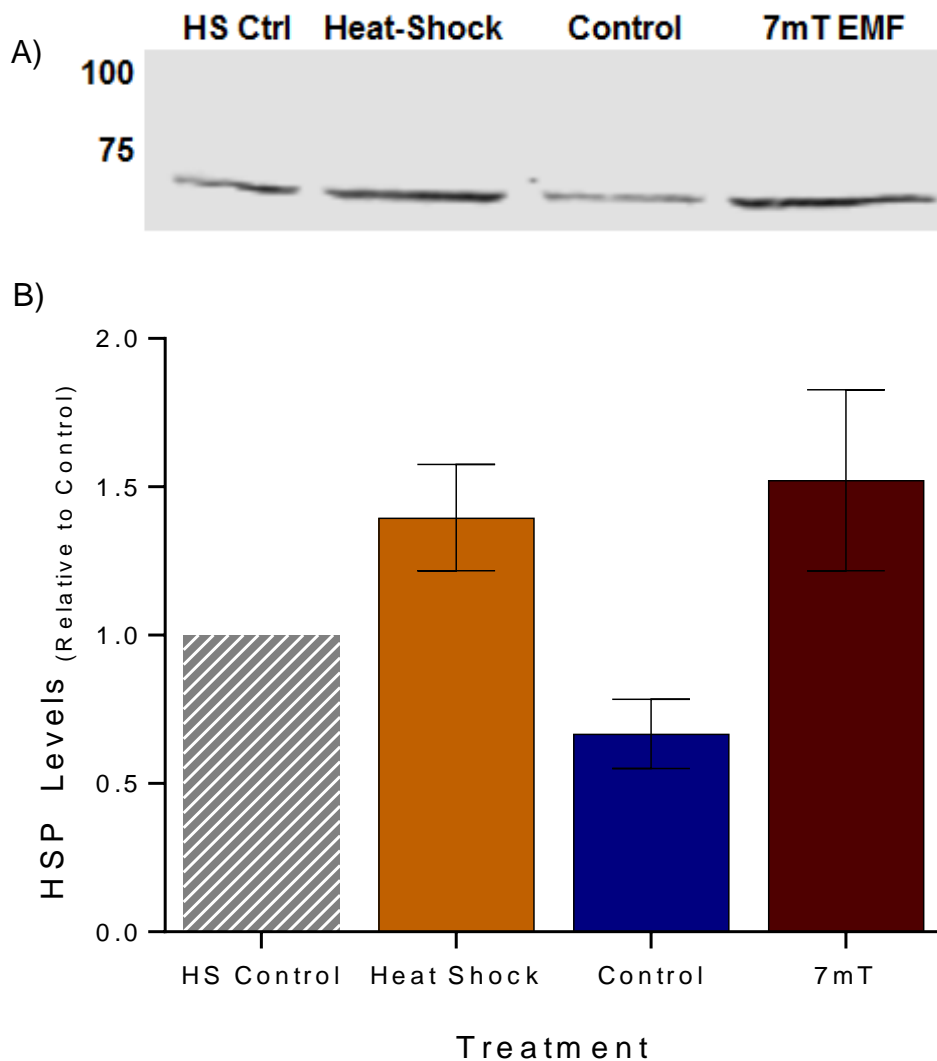 A)
HS Ctrl Heat-Shock Control 7mT EMF
100
75
B)
HSP Levels (Relative to Control)
2.0
1.5
1.0
0.5
0.0
HS Control Heat Shock Control 7mT
Treatment